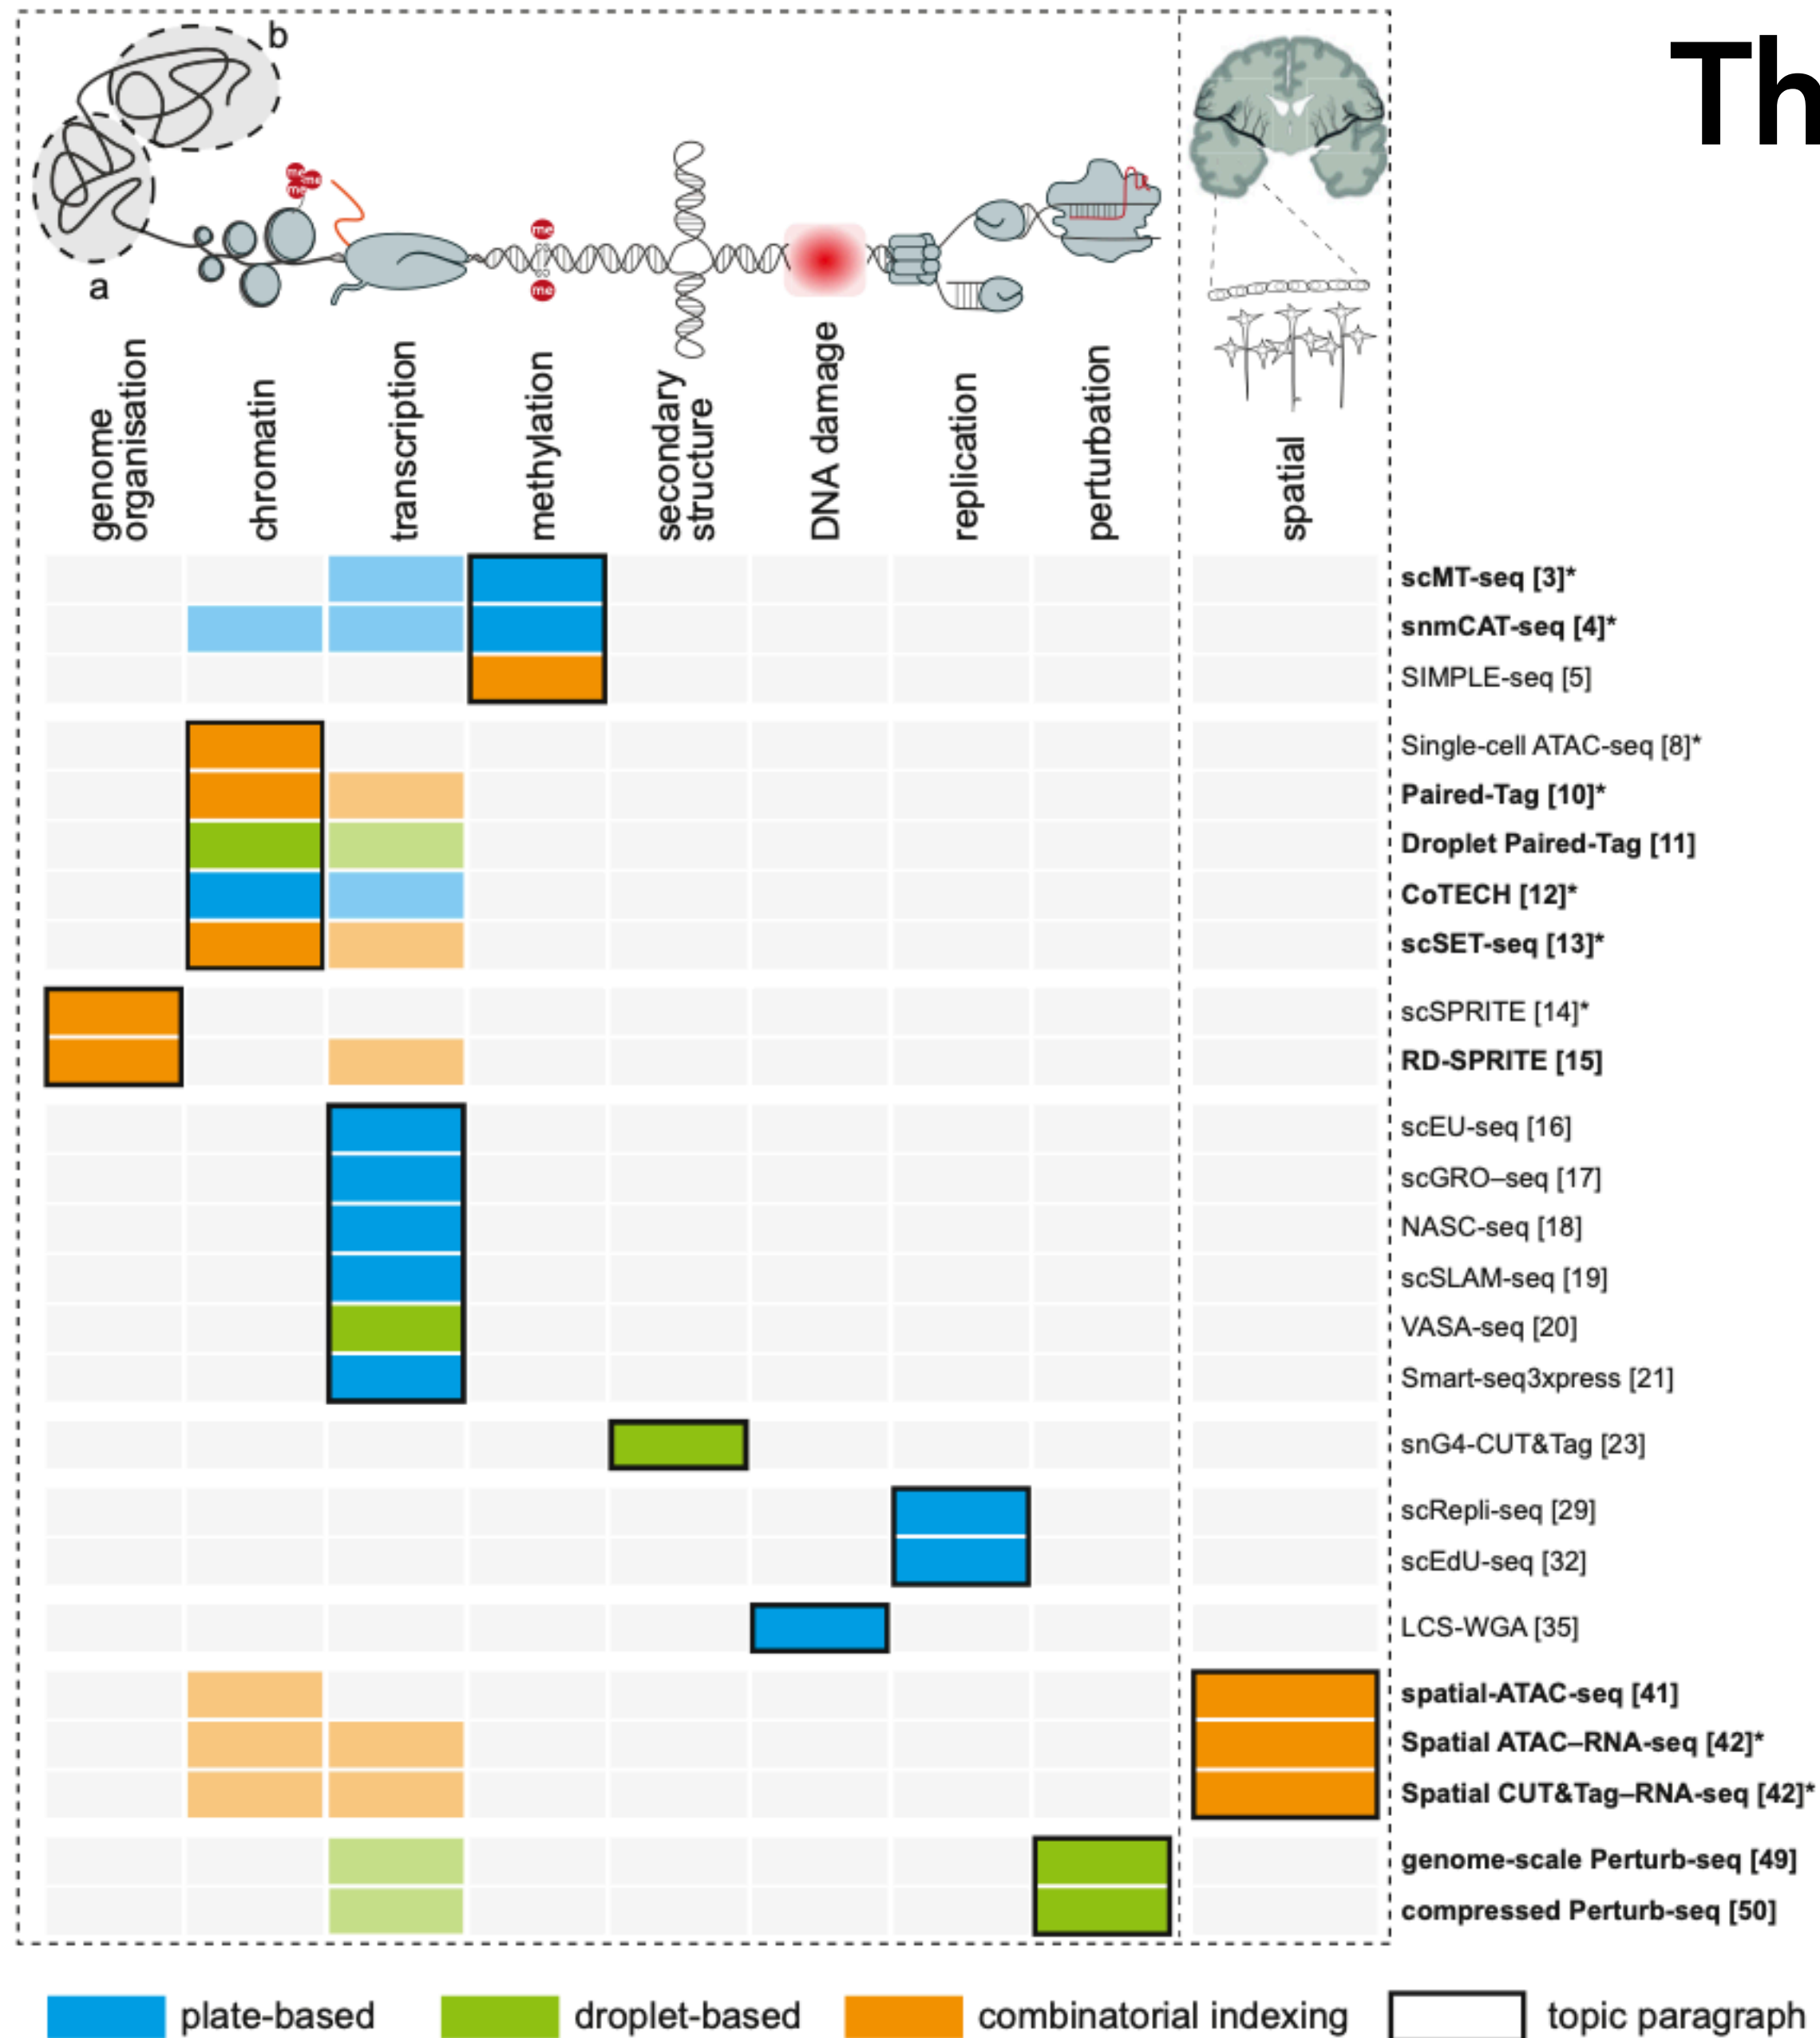 b
Th
me
me
me
me
me
a
genome
organisation
chromatin
transcription
methylation
secondary
structure
DNA damage
replication
perturbation
spatial
scMT-seq [3]*
snmCAT-seq [4]*
SIMPLE-seq [5]
Single-cell ATAC-seq [8]*
Paired-Tag [10]*
Droplet Paired-Tag [11]
CoTECH [12]*
scSET-seq [13]*
scSPRITE [14]*
RD-SPRITE [15]
scEU-seq [16]
scGRO–seq [17]
NASC-seq [18]
scSLAM-seq [19]
VASA-seq [20]
Smart-seq3xpress [21]
snG4-CUT&Tag [23]
scRepli-seq [29]
scEdU-seq [32]
LCS-WGA [35]
spatial-ATAC-seq [41]
Spatial ATAC–RNA-seq [42]*
Spatial CUT&Tag–RNA-seq [42]*
genome-scale Perturb-seq [49]
compressed Perturb-seq [50]
plate-based
droplet-based
combinatorial indexing
topic paragraph